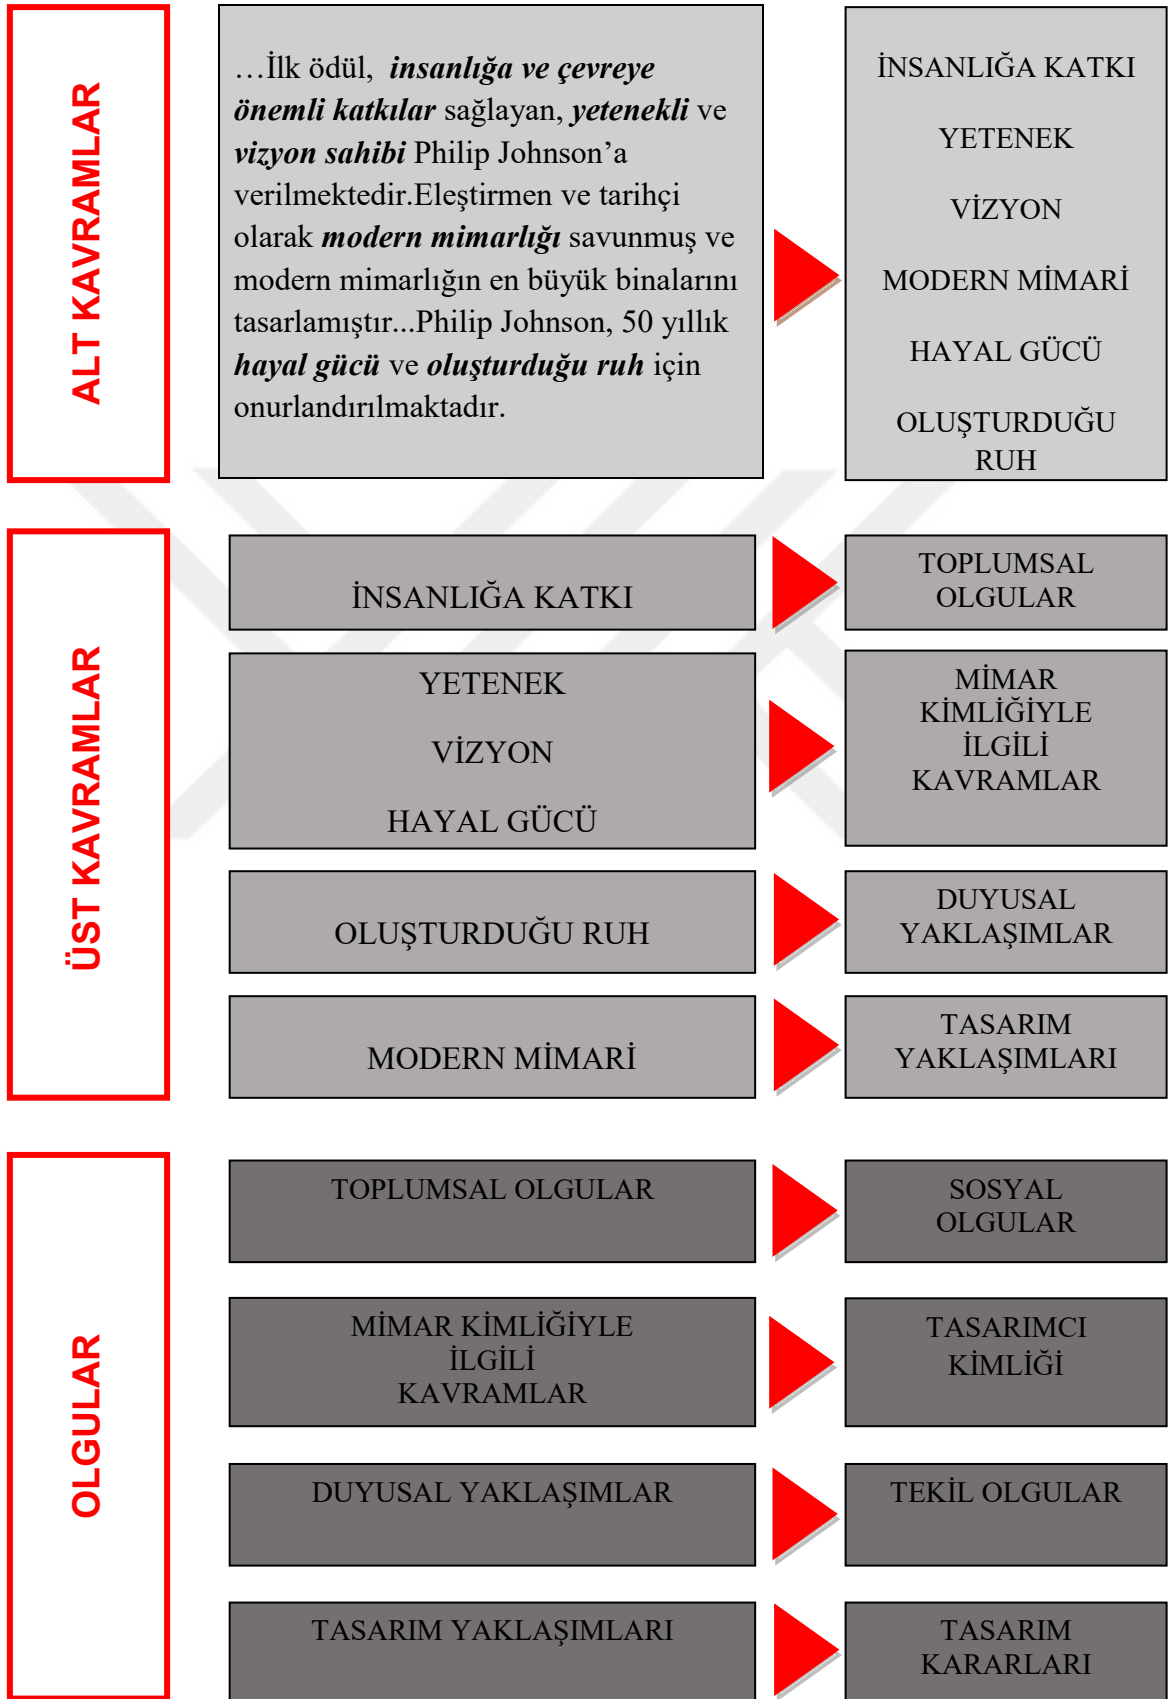 ALT KAVRAMLAR
…İlk ödül, insanlığa ve çevreye
önemli katkılar sağlayan, yetenekli ve
vizyon sahibi Philip Johnson’a
verilmektedir.Eleştirmen ve tarihçi
olarak modern mimarlığı savunmuş ve
modern mimarlığın en büyük binalarını
tasarlamıştır...Philip Johnson, 50 yıllık
hayal gücü ve oluşturduğu ruh için
onurlandırılmaktadır.
İNSANLIĞA KATKI
YETENEK
VİZYON
MODERN MİMARİ
HAYAL GÜCÜ
OLUŞTURDUĞU
RUH
ÜST KAVRAMLAR
İNSANLIĞA KATKI
TOPLUMSAL
OLGULAR
YETENEK
VİZYON
HAYAL GÜCÜ
MİMAR
KİMLİĞİYLE
İLGİLİ
KAVRAMLAR
OLUŞTURDUĞU RUH
DUYUSAL
YAKLAŞIMLAR
MODERN MİMARİ
TASARIM
YAKLAŞIMLARI
OLGULAR
TOPLUMSAL OLGULAR
SOSYAL
OLGULAR
MİMAR KİMLİĞİYLE
İLGİLİ
KAVRAMLAR
TASARIMCI
KİMLİĞİ
DUYUSAL YAKLAŞIMLAR
TEKİL OLGULAR
TASARIM YAKLAŞIMLARI
TASARIM
KARARLARI